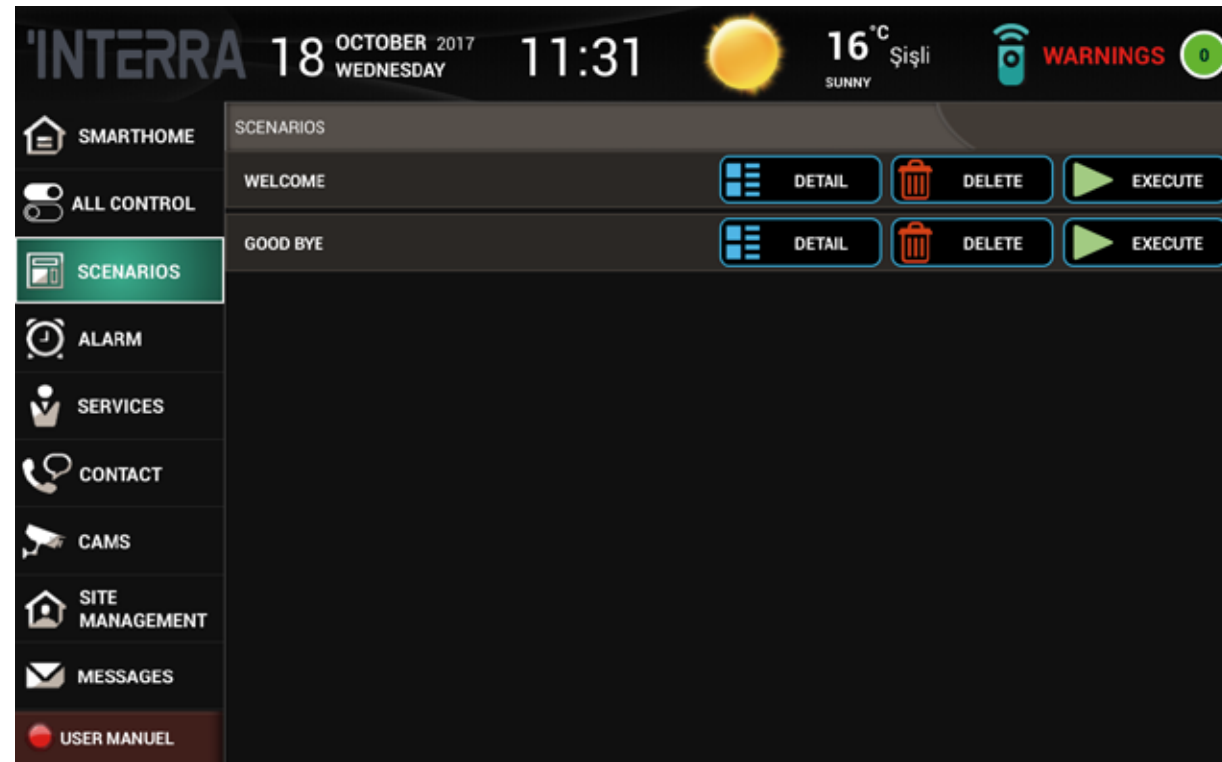 'INTERRA
18 OCTOBER 2017
WEDNESDAY
11:31
16°C
Şişli
SUNNY
WARNINGS 0
SMARTHOME
ALL CONTROL
SCENARIOS
ALARM
SERVICES
CONTACT
CAMS
SITE
MANAGEMENT
MESSAGES
USER MANUEL
SCENARIOS
WELCOME DETAIL DELETE EXECUTE
GOOD BYE DETAIL DELETE EXECUTE